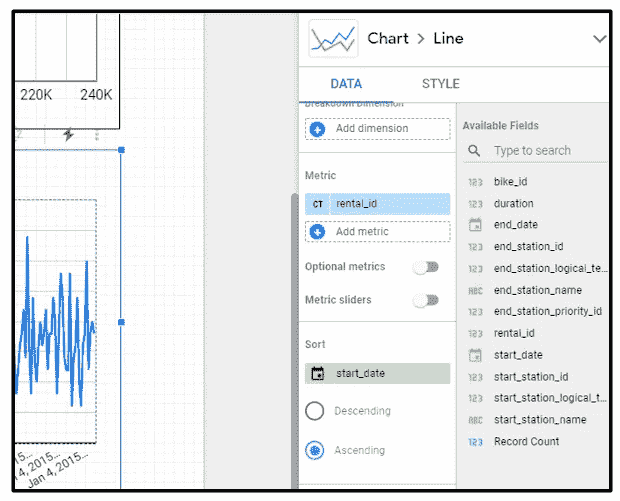 Chart > Line
DATA
STYLE
Breakdown Dimension
Add dimension
Metric
CT rental_id
Add metric
Optional metrics
Metric sliders
Sort
start_date
Descending
Ascending
Available Fields
Type to search
123 bike_id
123 duration
end_date
123 end_station_id
123 end_station_logical_te...
ABC end_station_name
123 end_station_priority_id
123 rental_id
start_date
123 start_station_id
123 start_station_logical_t...
ABC start_station_name
123 Record Count
220K
240K
2015...
4, 2015...
Jan 4, 2015...